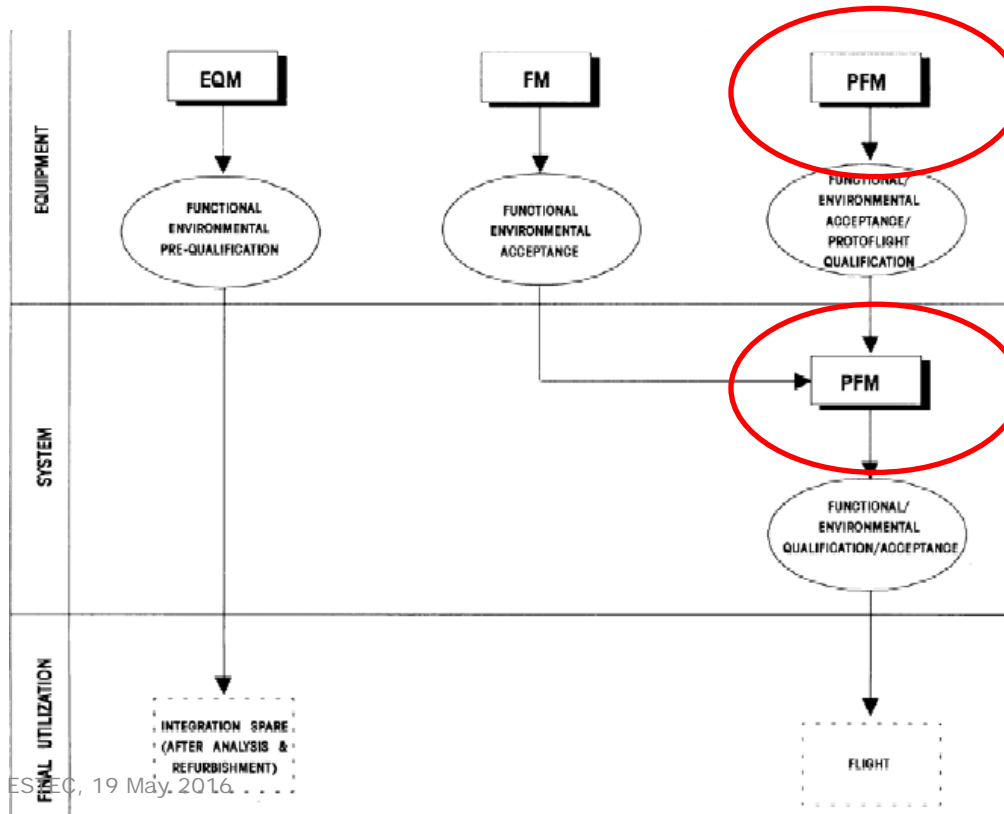 EQUIPMENT
EQM
FM
PFM
FUNCTIONAL
ENVIRONMENTAL
PRE-QUALIFICATION
FUNCTIONAL
ENVIRONMENTAL
ACCEPTANCE
FUNCTIONAL/
ENVIRONMENTAL
ACCEPTANCE/
PROTOFLIGHT
QUALIFICATION
SYSTEM
PFM
FUNCTIONAL/
ENVIRONMENTAL
QUALIFICATION/ACCEPTANCE
FINAL UTILIZATION
INTEGRATION SPARE
(AFTER ANALYSIS &
REFURBISHMENT)
FLIGHT
ESTEC, 19 May 2016